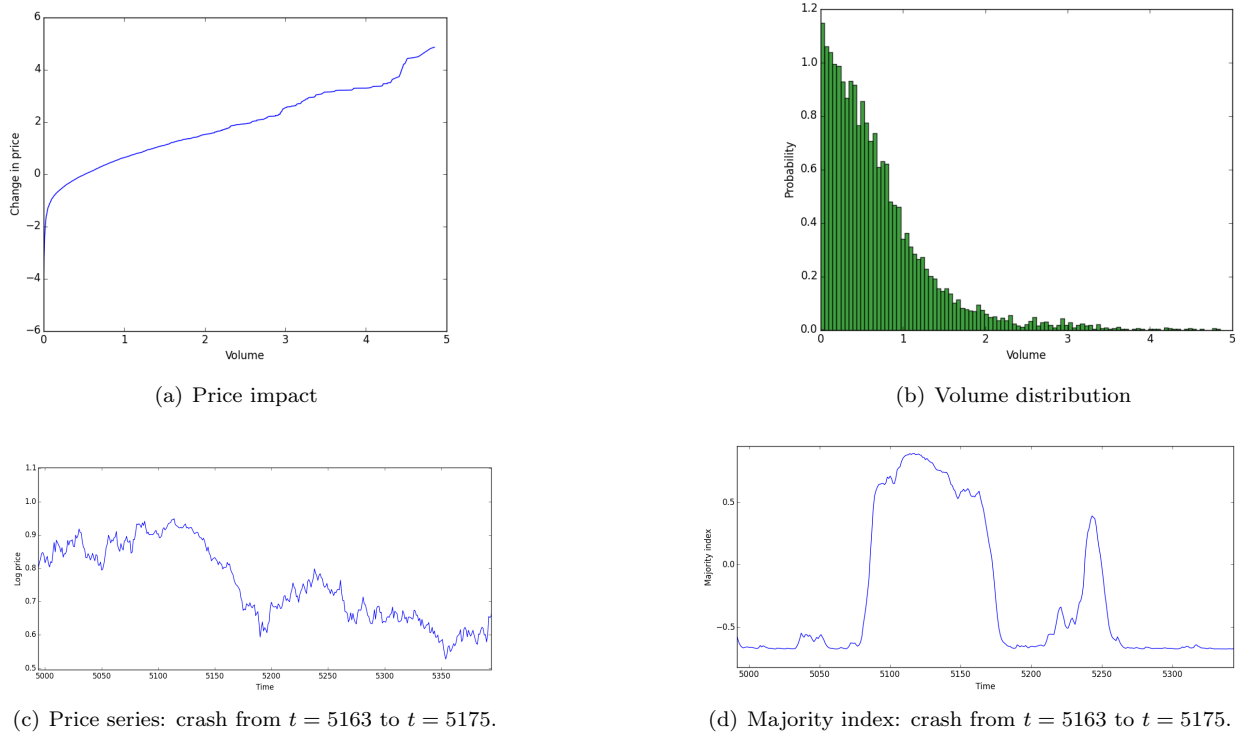 6
4
2
0
−2
−4
−6
0 1 2 3 4 5
Change in price
Volume
(a) Price impact
1.2
1.0
0.8
0.6
0.4
0.2
0.0
0 1 2 3 4 5
Probability
Volume
(b) Volume distribution
1.1
1.0
0.9
0.8
0.7
0.6
0.5
5000 5050 5100 5150 5200 5250 5300 5350
Log price
Time
(c) Price series: crash from t = 5163 to t = 5175.
0.5
0.0
−0.5
5000 5050 5100 5150 5200 5250 5300
Majority index
Time
(d) Majority index: crash from t = 5163 to t = 5175.